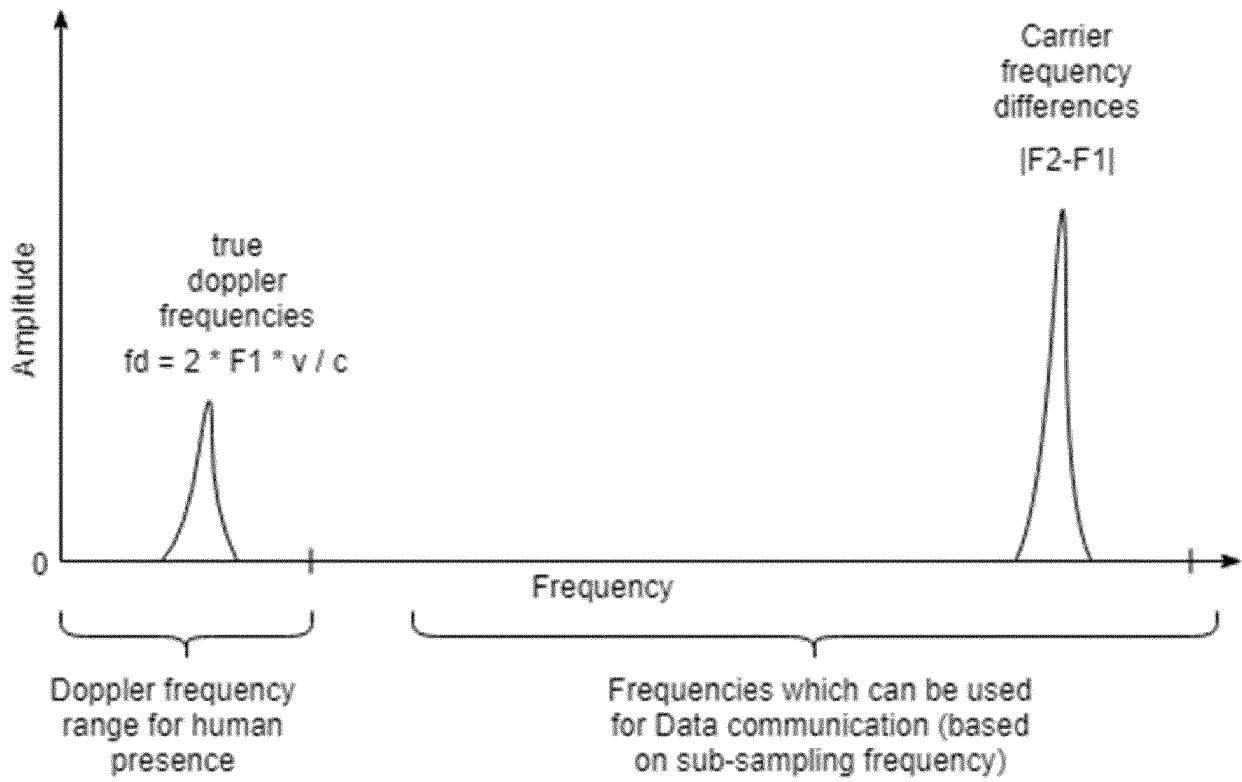 Carrier
frequency
differences
|F2-F1|
true
doppler
frequencies
fd = 2 * F1 * v / c
Amplitude
0
Frequency
Doppler frequency
range for human
presence
Frequencies which can be used
for Data communication (based
on sub-sampling frequency)